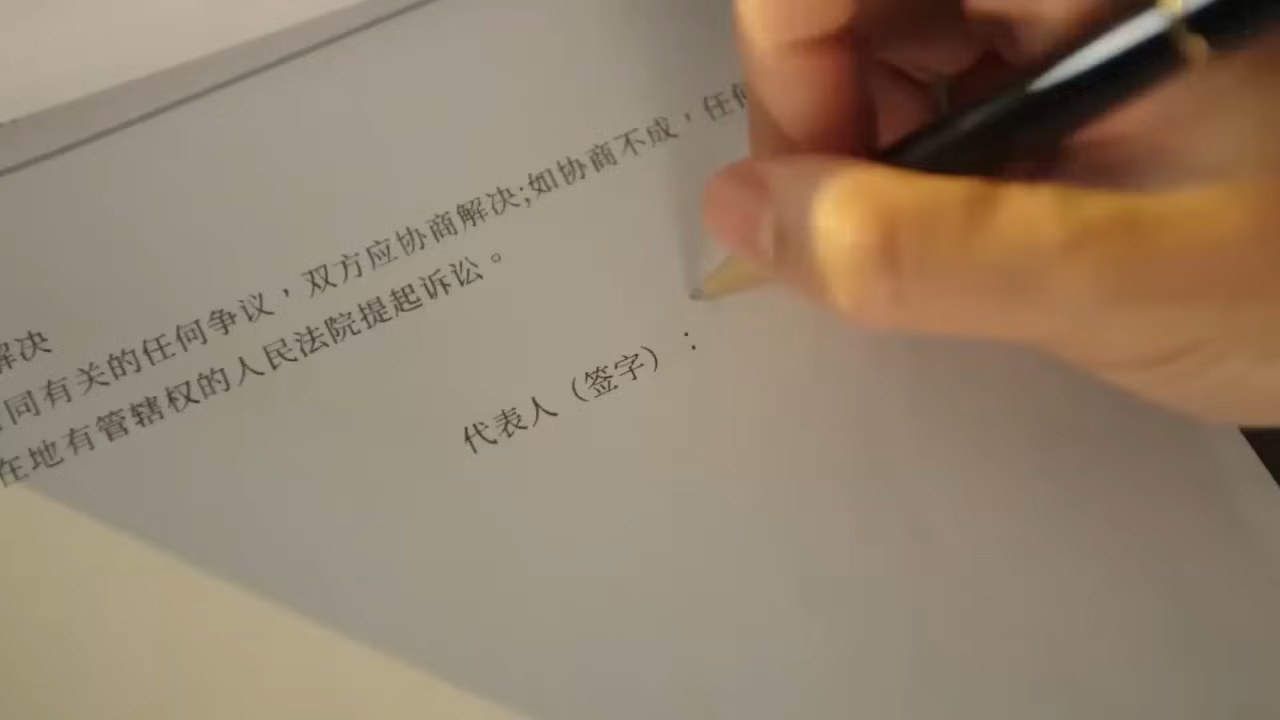 解决
同有关的任何争议，双方应协商解决;如协商不成，任何
在地有管辖权的人民法院提起诉讼。
代表人（签字）：